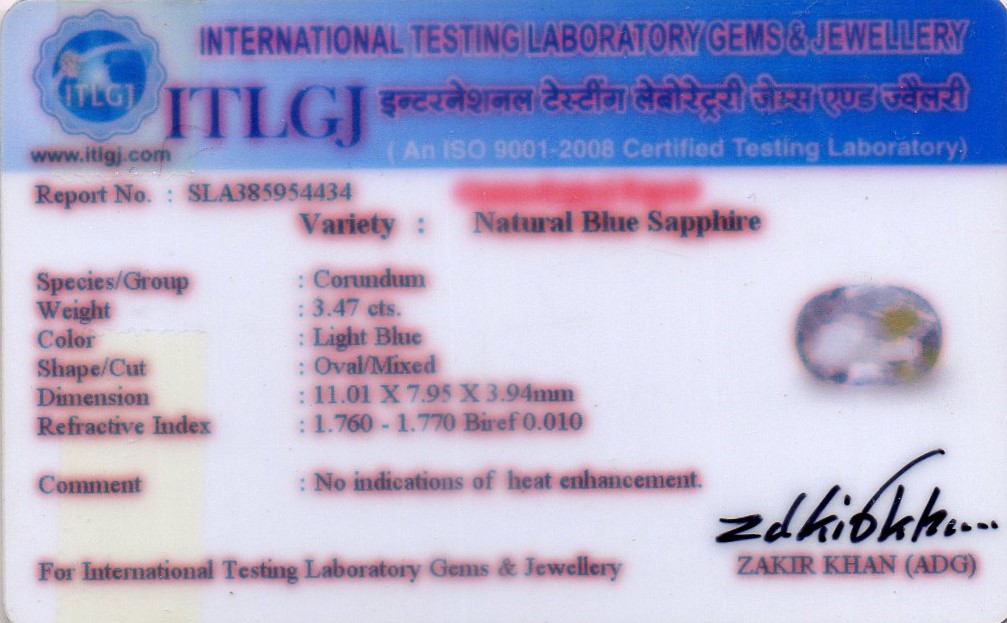 INTERNATIONAL TESTING LABORATORY GEMS & JEWELLERY
ITLGJ
ITLGJ इन्टरनेशनल टेस्टींग लेबोरेट्ररी जेम्स एण्ड ज्वैलरी
www.itlgj.com
( An ISO 9001-2008 Certified Testing Laboratory)
Report No. : SLA385954434
Variety : Natural Blue Sapphire
Species/Group : Corundum
Weight : 3.47 cts.
Color : Light Blue
Shape/Cut : Oval/Mixed
Dimension : 11.01 X 7.95 X 3.94mm
Refractive Index : 1.760 - 1.770 Biref 0.010
Comment : No indications of heat enhancement.
For International Testing Laboratory Gems & Jewellery
ZAKIR KHAN (ADG)